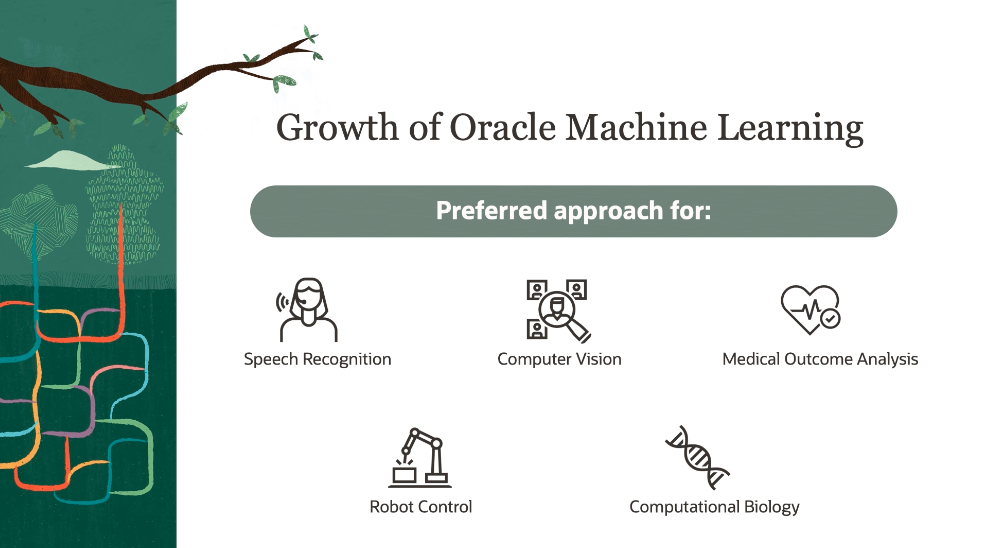 Growth of Oracle Machine Learning
Preferred approach for:
Speech Recognition
Computer Vision
Medical Outcome Analysis
Robot Control
Computational Biology